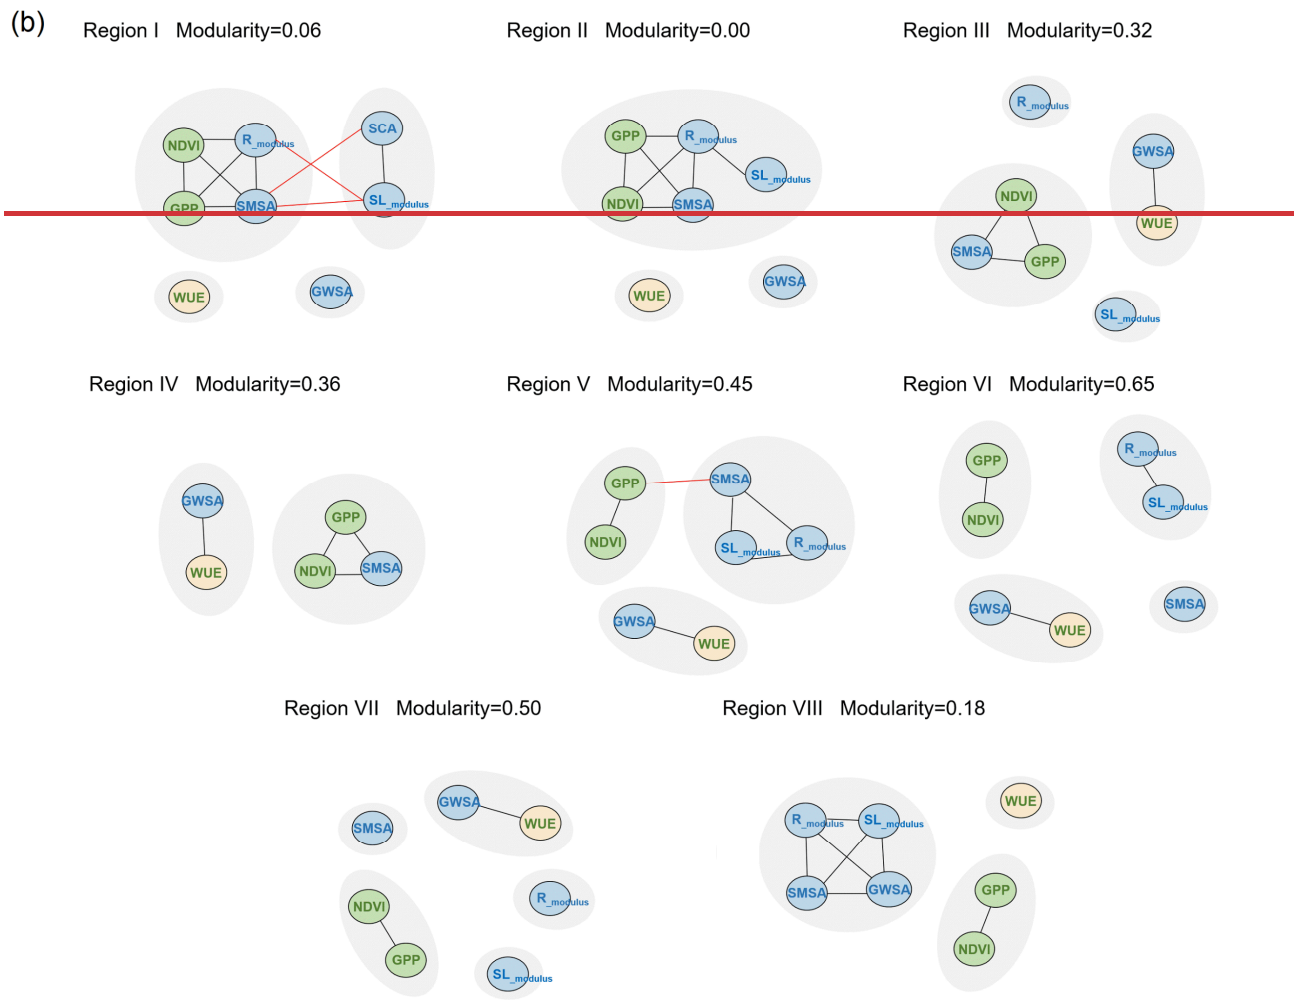 (b)
Region I Modularity=0.06
Region II Modularity=0.00
Region III Modularity=0.32
NDVI
R_modulus
SCA
GPP
SMSA
SL_modulus
WUE
GWSA
GPP
R_modulus
SL_modulus
NDVI
SMSA
WUE
GWSA
R_modulus
GWSA
NDVI
WUE
SMSA
GPP
SL_modulus
Region IV Modularity=0.36
Region V Modularity=0.45
Region VI Modularity=0.65
GWSA
GPP
WUE
NDVI
SMSA
GPP
SMSA
NDVI
SL_modulus
R_modulus
GWSA
WUE
GPP
R_modulus
NDVI
SL_modulus
GWSA
WUE
SMSA
Region VII Modularity=0.50
Region VIII Modularity=0.18
GWSA
SMSA
WUE
NDVI
R_modulus
GPP
SL_modulus
R_modulus
SL_modulus
WUE
SMSA
GWSA
GPP
NDVI